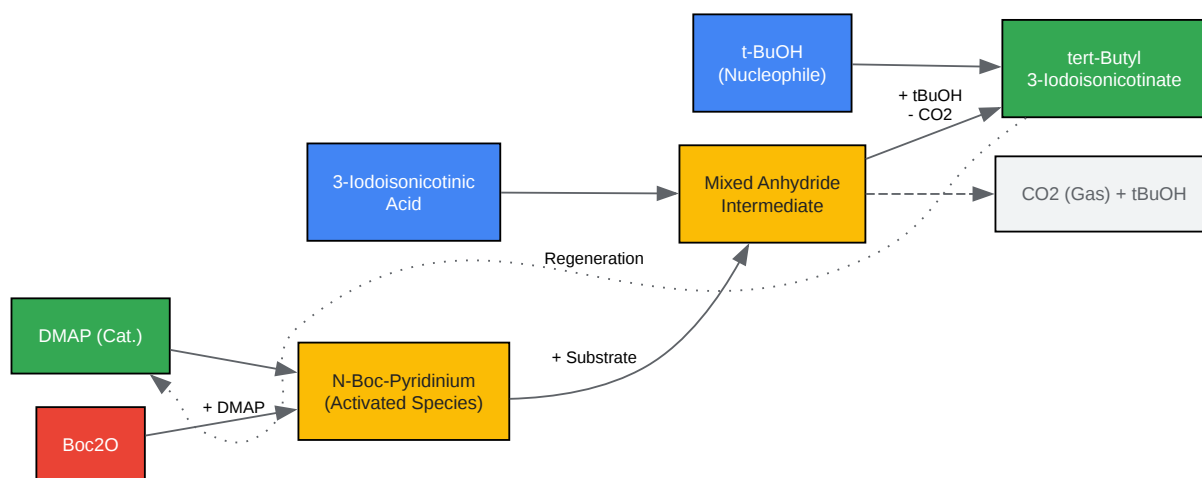 t-BuOH
(Nucleophile)
tert-Butyl
3-Iodoisonicotinate
+ tBuOH
- CO2
3-Iodoisonicotinic
Acid
Mixed Anhydride
Intermediate
CO2 (Gas) + tBuOH
Regeneration
DMAP (Cat.)
+ Substrate
N-Boc-Pyridinium
(Activated Species)
+ DMAP
Boc2O